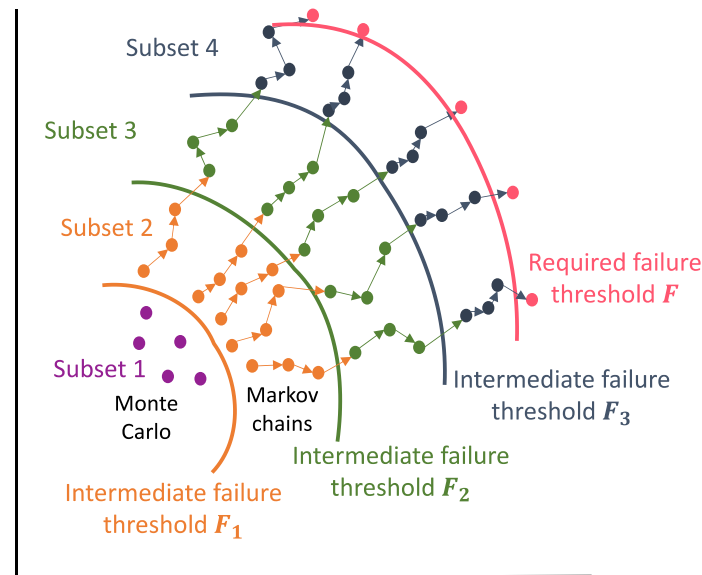 Subset 4
Subset 3
Subset 2
Required failure
threshold F
Subset 1
Monte
Carlo
Markov
chains
Intermediate failure
threshold F₃
Intermediate failure
threshold F₂
Intermediate failure
threshold F₁